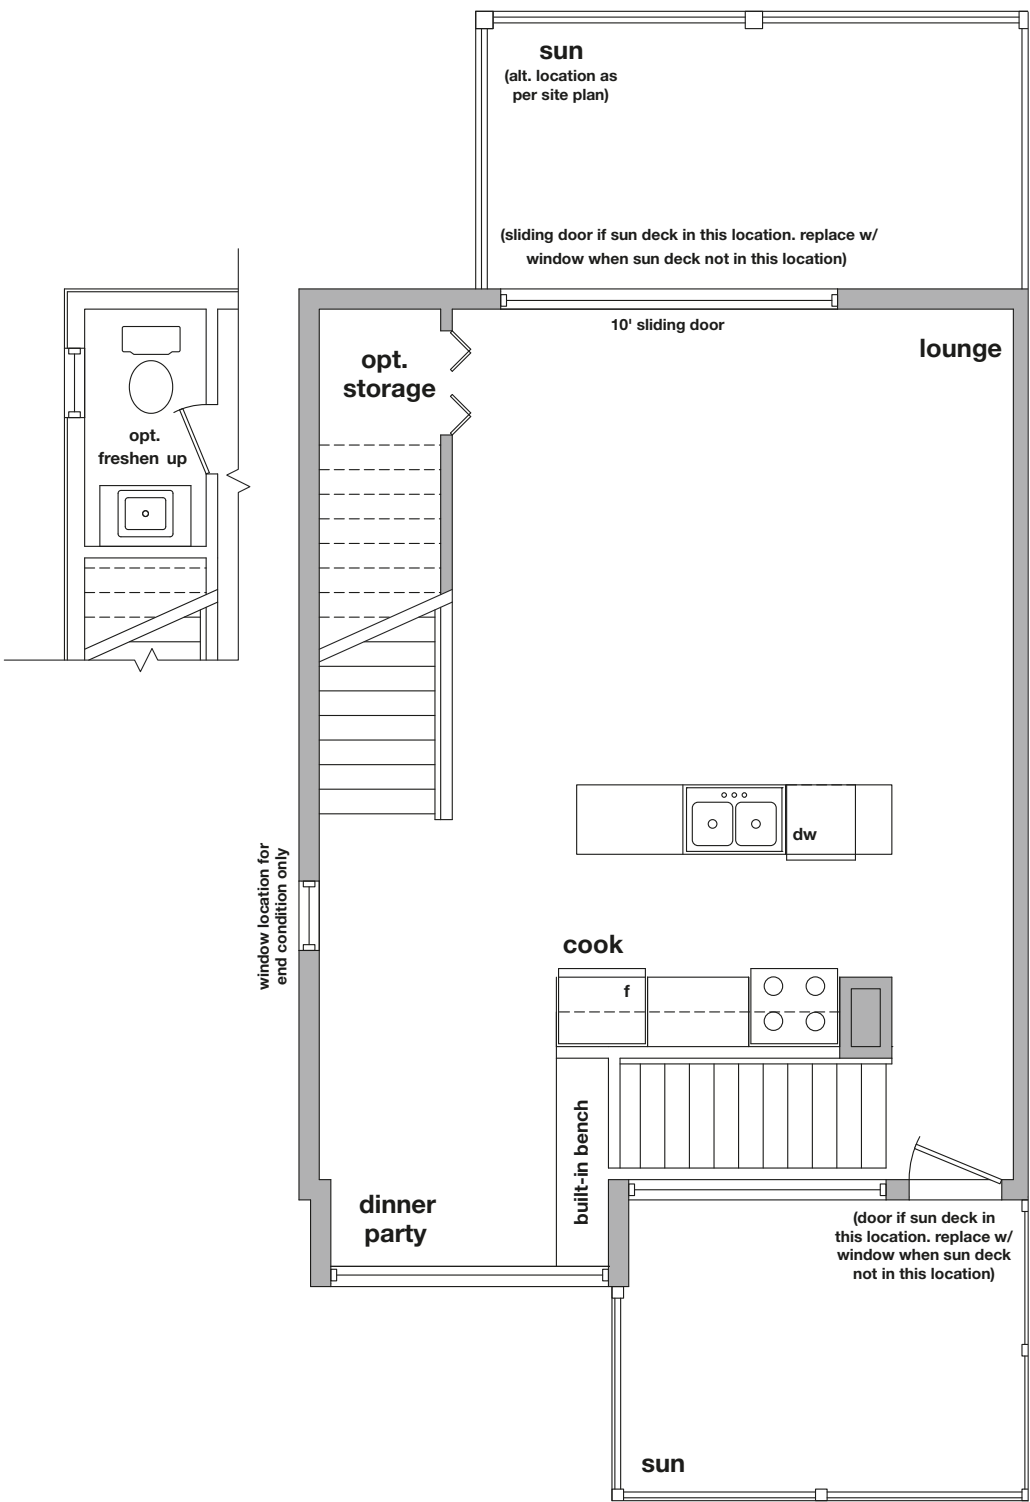 sun
(alt. location as
per site plan)
(sliding door if sun deck in this location. replace w/
window when sun deck not in this location)
10' sliding door
lounge
opt.
storage
opt.
freshen up
dw
window location for
end condition only
cook
f
built-in bench
dinner
party
(door if sun deck in
this location. replace w/
window when sun deck
not in this location)
sun